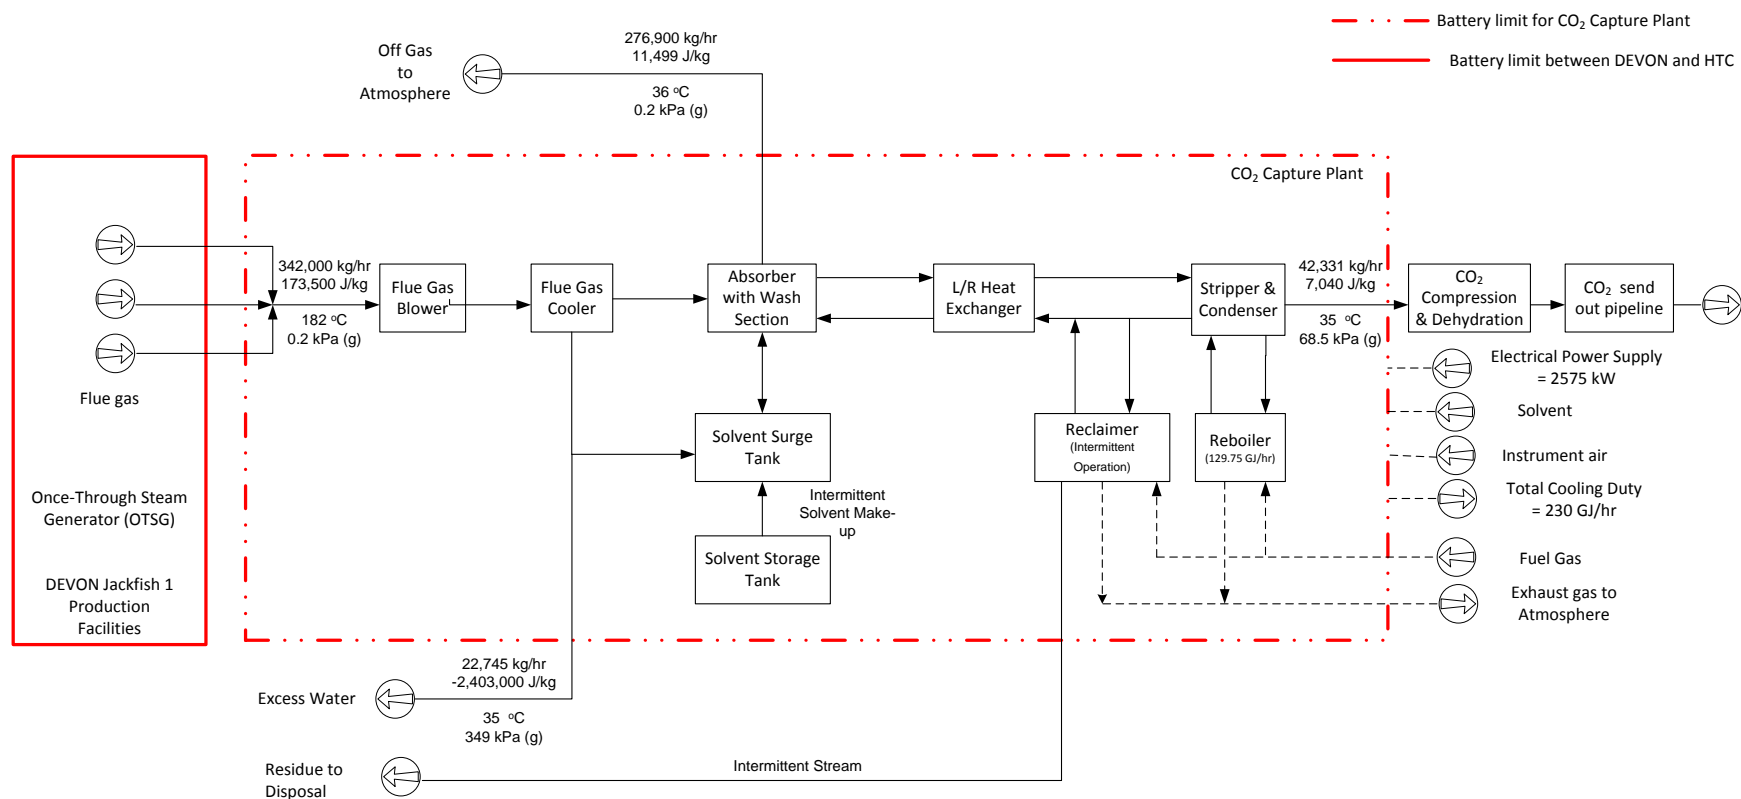 Battery limit for CO₂ Capture Plant
Battery limit between DEVON and HTC
Off Gas
to
Atmosphere
276,900 kg/hr
11,499 J/kg
36 ºC
0.2 kPa (g)
CO₂ Capture Plant
342,000 kg/hr
173,500 J/kg
182 ºC
0.2 kPa (g)
Flue gas
Once-Through Steam
Generator (OTSG)
DEVON Jackfish 1
Production
Facilities
Flue Gas
Blower
Flue Gas
Cooler
Absorber
with Wash
Section
L/R Heat
Exchanger
Stripper &
Condenser
42,331 kg/hr
7,040 J/kg
35 ºC
68.5 kPa (g)
CO₂
Compression
& Dehydration
CO₂ send
out pipeline
Electrical Power Supply
= 2575 kW
Solvent
Instrument air
Total Cooling Duty
= 230 GJ/hr
Fuel Gas
Exhaust gas to
Atmosphere
Solvent Surge
Tank
Reclaimer
(Intermittent
Operation)
Reboiler
(129.75 GJ/hr)
Intermittent
Solvent Make-
up
Solvent Storage
Tank
Excess Water
22,745 kg/hr
-2,403,000 J/kg
35 ºC
349 kPa (g)
Residue to
Disposal
Intermittent Stream